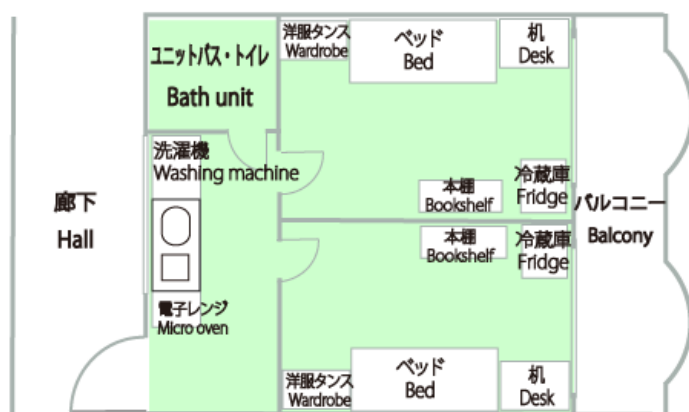 洋服タンス
Wardrobe
ベッド
Bed
机
Desk
ユニットバス・トイレ
Bath unit
洗濯機
Washing machine
本棚
Bookshelf
冷蔵庫
Fridge
廊下
Hall
バルコニー
Balcony
本棚
Bookshelf
冷蔵庫
Fridge
電子レンジ
Micro oven
洋服タンス
Wardrobe
ベッド
Bed
机
Desk